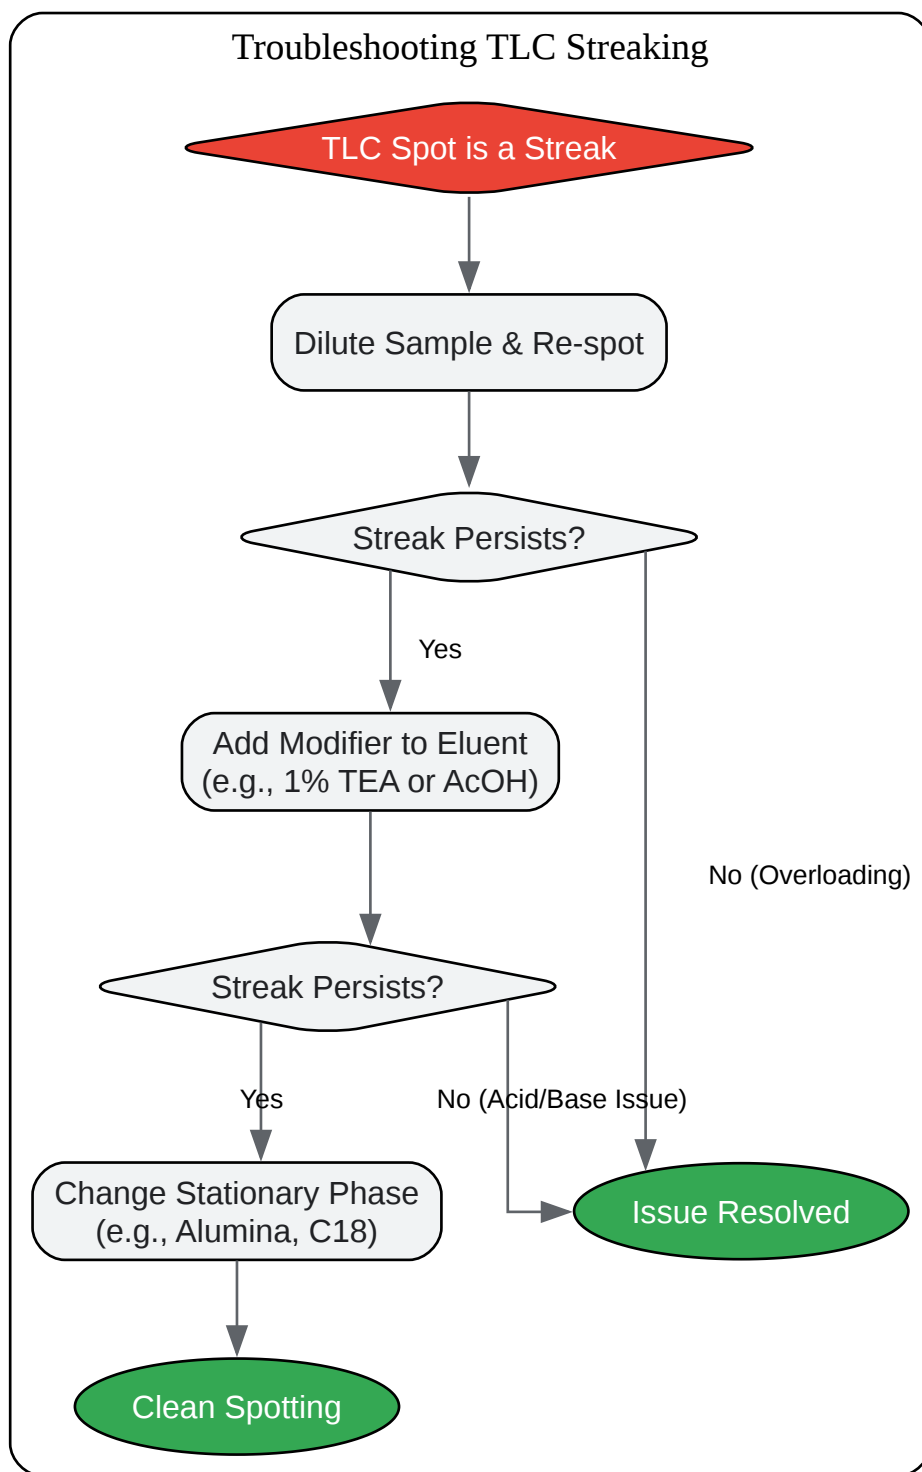 Troubleshooting TLC Streaking
TLC Spot is a Streak
Dilute Sample & Re-spot
Streak Persists?
Yes
Add Modifier to Eluent
(e.g., 1% TEA or AcOH)
No (Overloading)
Streak Persists?
Yes
No (Acid/Base Issue)
Change Stationary Phase
(e.g., Alumina, C18)
Issue Resolved
Clean Spotting